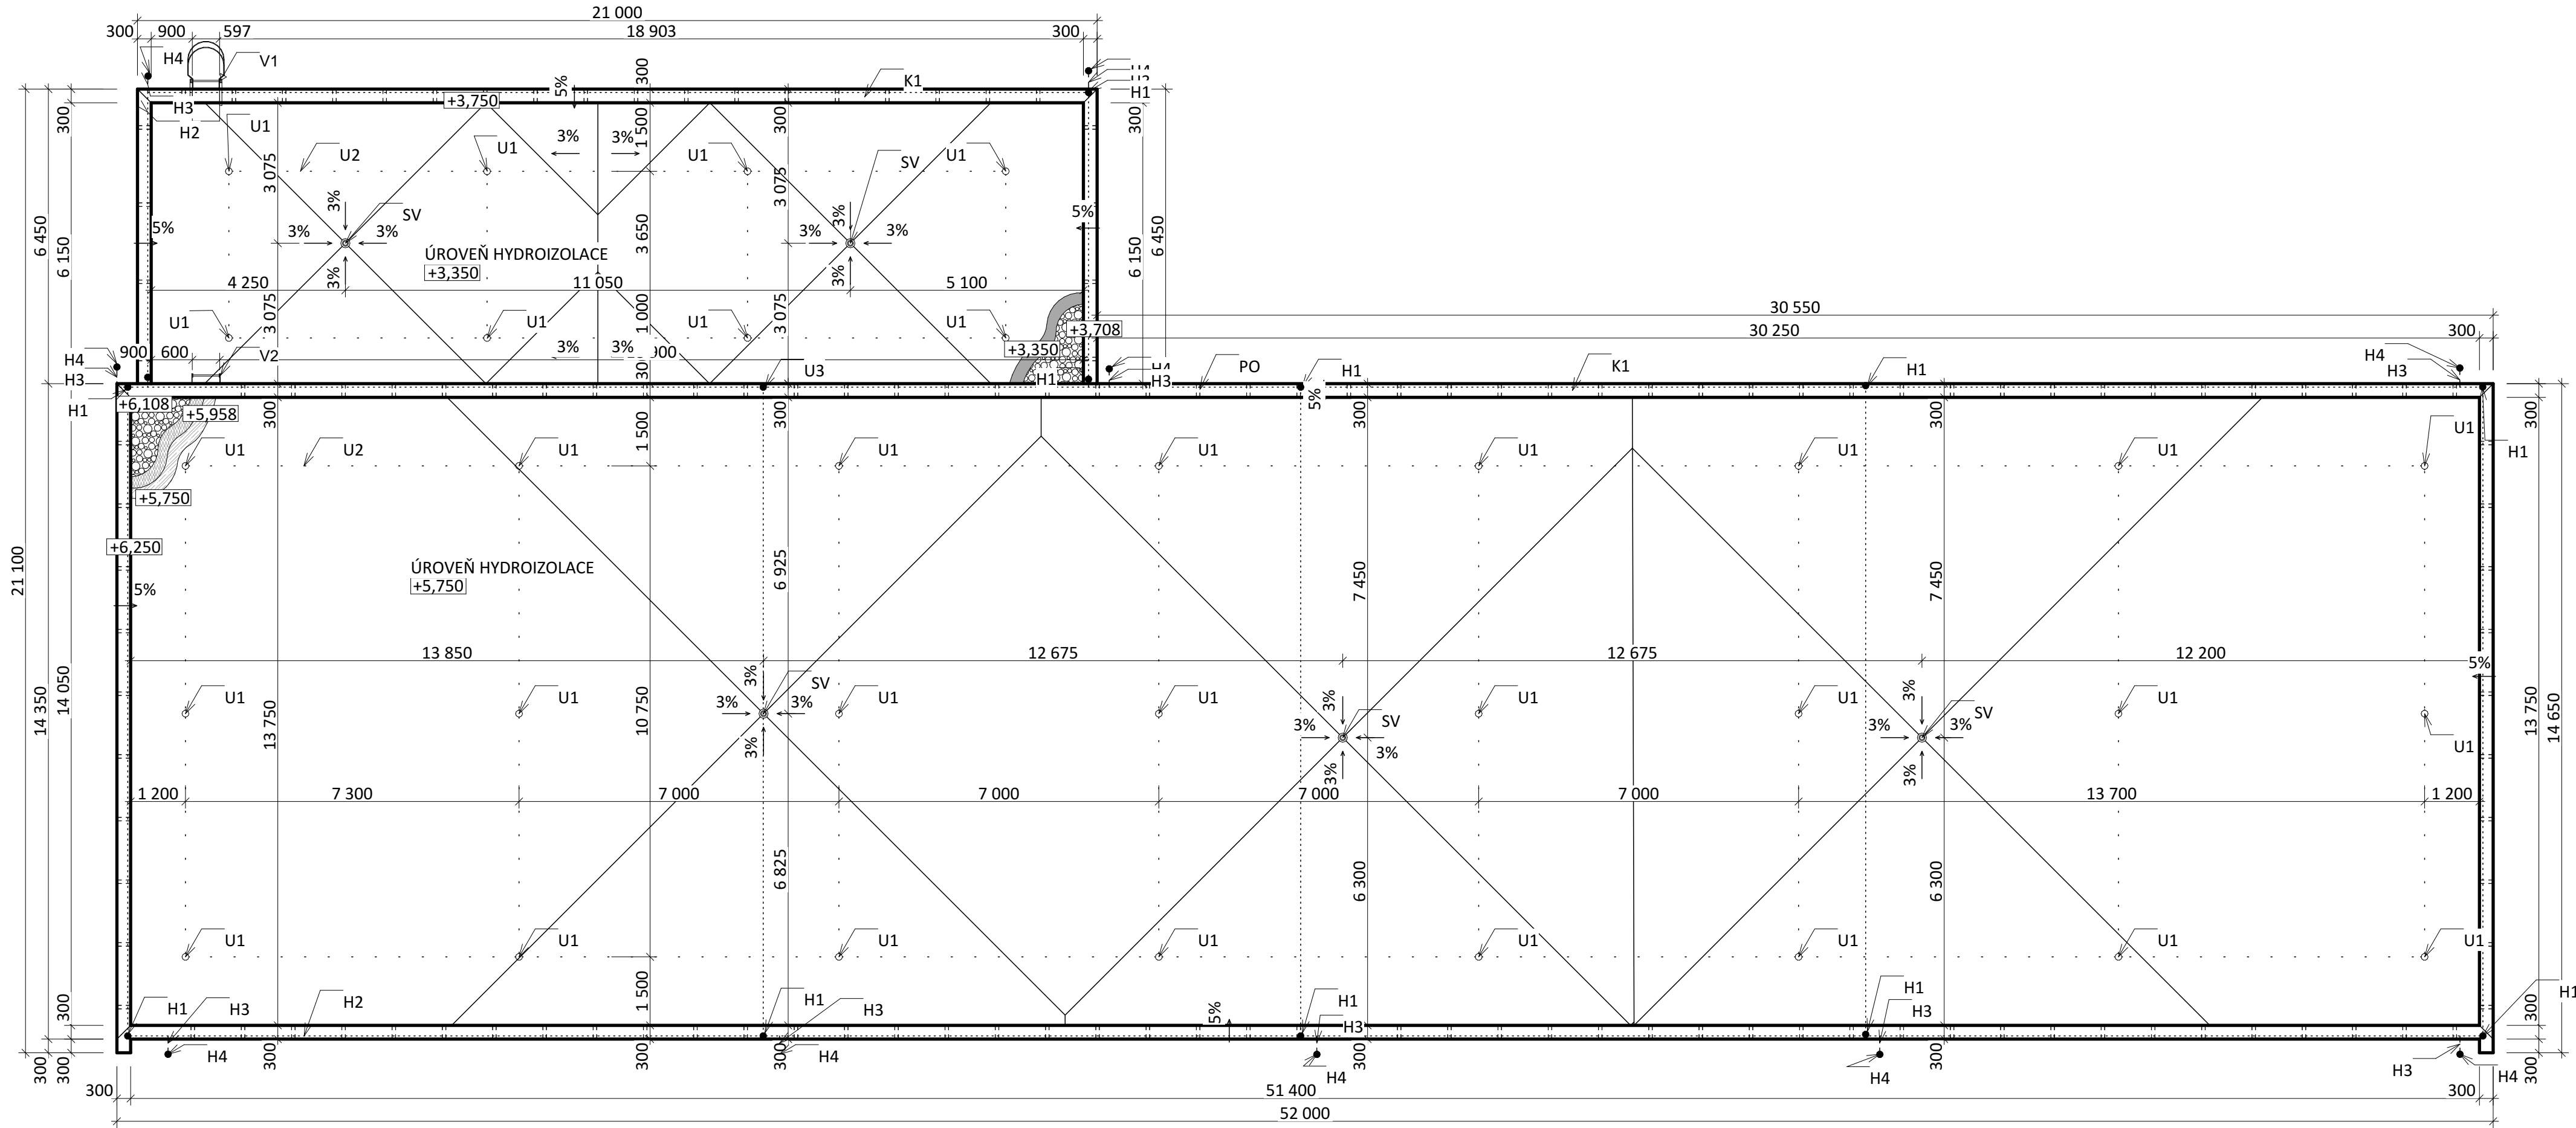 21 000
300 900 597 18 903 300
H4 V1 300 5% K1 H1
+3,750
H3
H2 U1 3% 3% 1 500 300 300
U2 U1 U1 SV U1
3 075 3 075
3% SV 3%
5% 3% 3% 3% 3% 5%
6 450 6 150 3 650 6 150 6 450
ÚROVEŇ HYDROIZOLACE
+3,350
3% 3%
4 250 11 050 5 100
3 075 1 000 3 075
U1 U1 U1 U1 +3,708
30 550
30 250 300
900 600 V2 3% 3% 900 +3,350
H4 H3 U3 H1 H3 PO H1 K1 H1 H4 H3
H1 +6,108 +5,958
300 300 1 500 300 5% 300 300 300
U1 U2 U1 U1 U1 U1 U1 U1 U1
H1
+5,750
+6,250
ÚROVEŇ HYDROIZOLACE
+5,750
5%
21 100 14 350 14 050
6 925 7 450 7 450
13 850 12 675 12 675 12 200
5%
3% SV 3% 3%
U1 U1 3% 3% U1 U1 U1 U1 U1
3% SV 3% 3% SV 3%
3% 3% 3%
U1
13 750 10 750 13 750 14 650
1 200 7 300 7 000 7 000 7 000 7 000 13 700 1 200
6 825 6 300 6 300
U1 U1 U1 U1 U1 U1 U1 U1
300 1 500 300
H1 H3 H2 H1 H3 5% H1 H3 H1 H3 H1
H4 H4 H4 H4 H3 H4
300 300 300 300 300 300 300 300
300 51 400 300
52 000